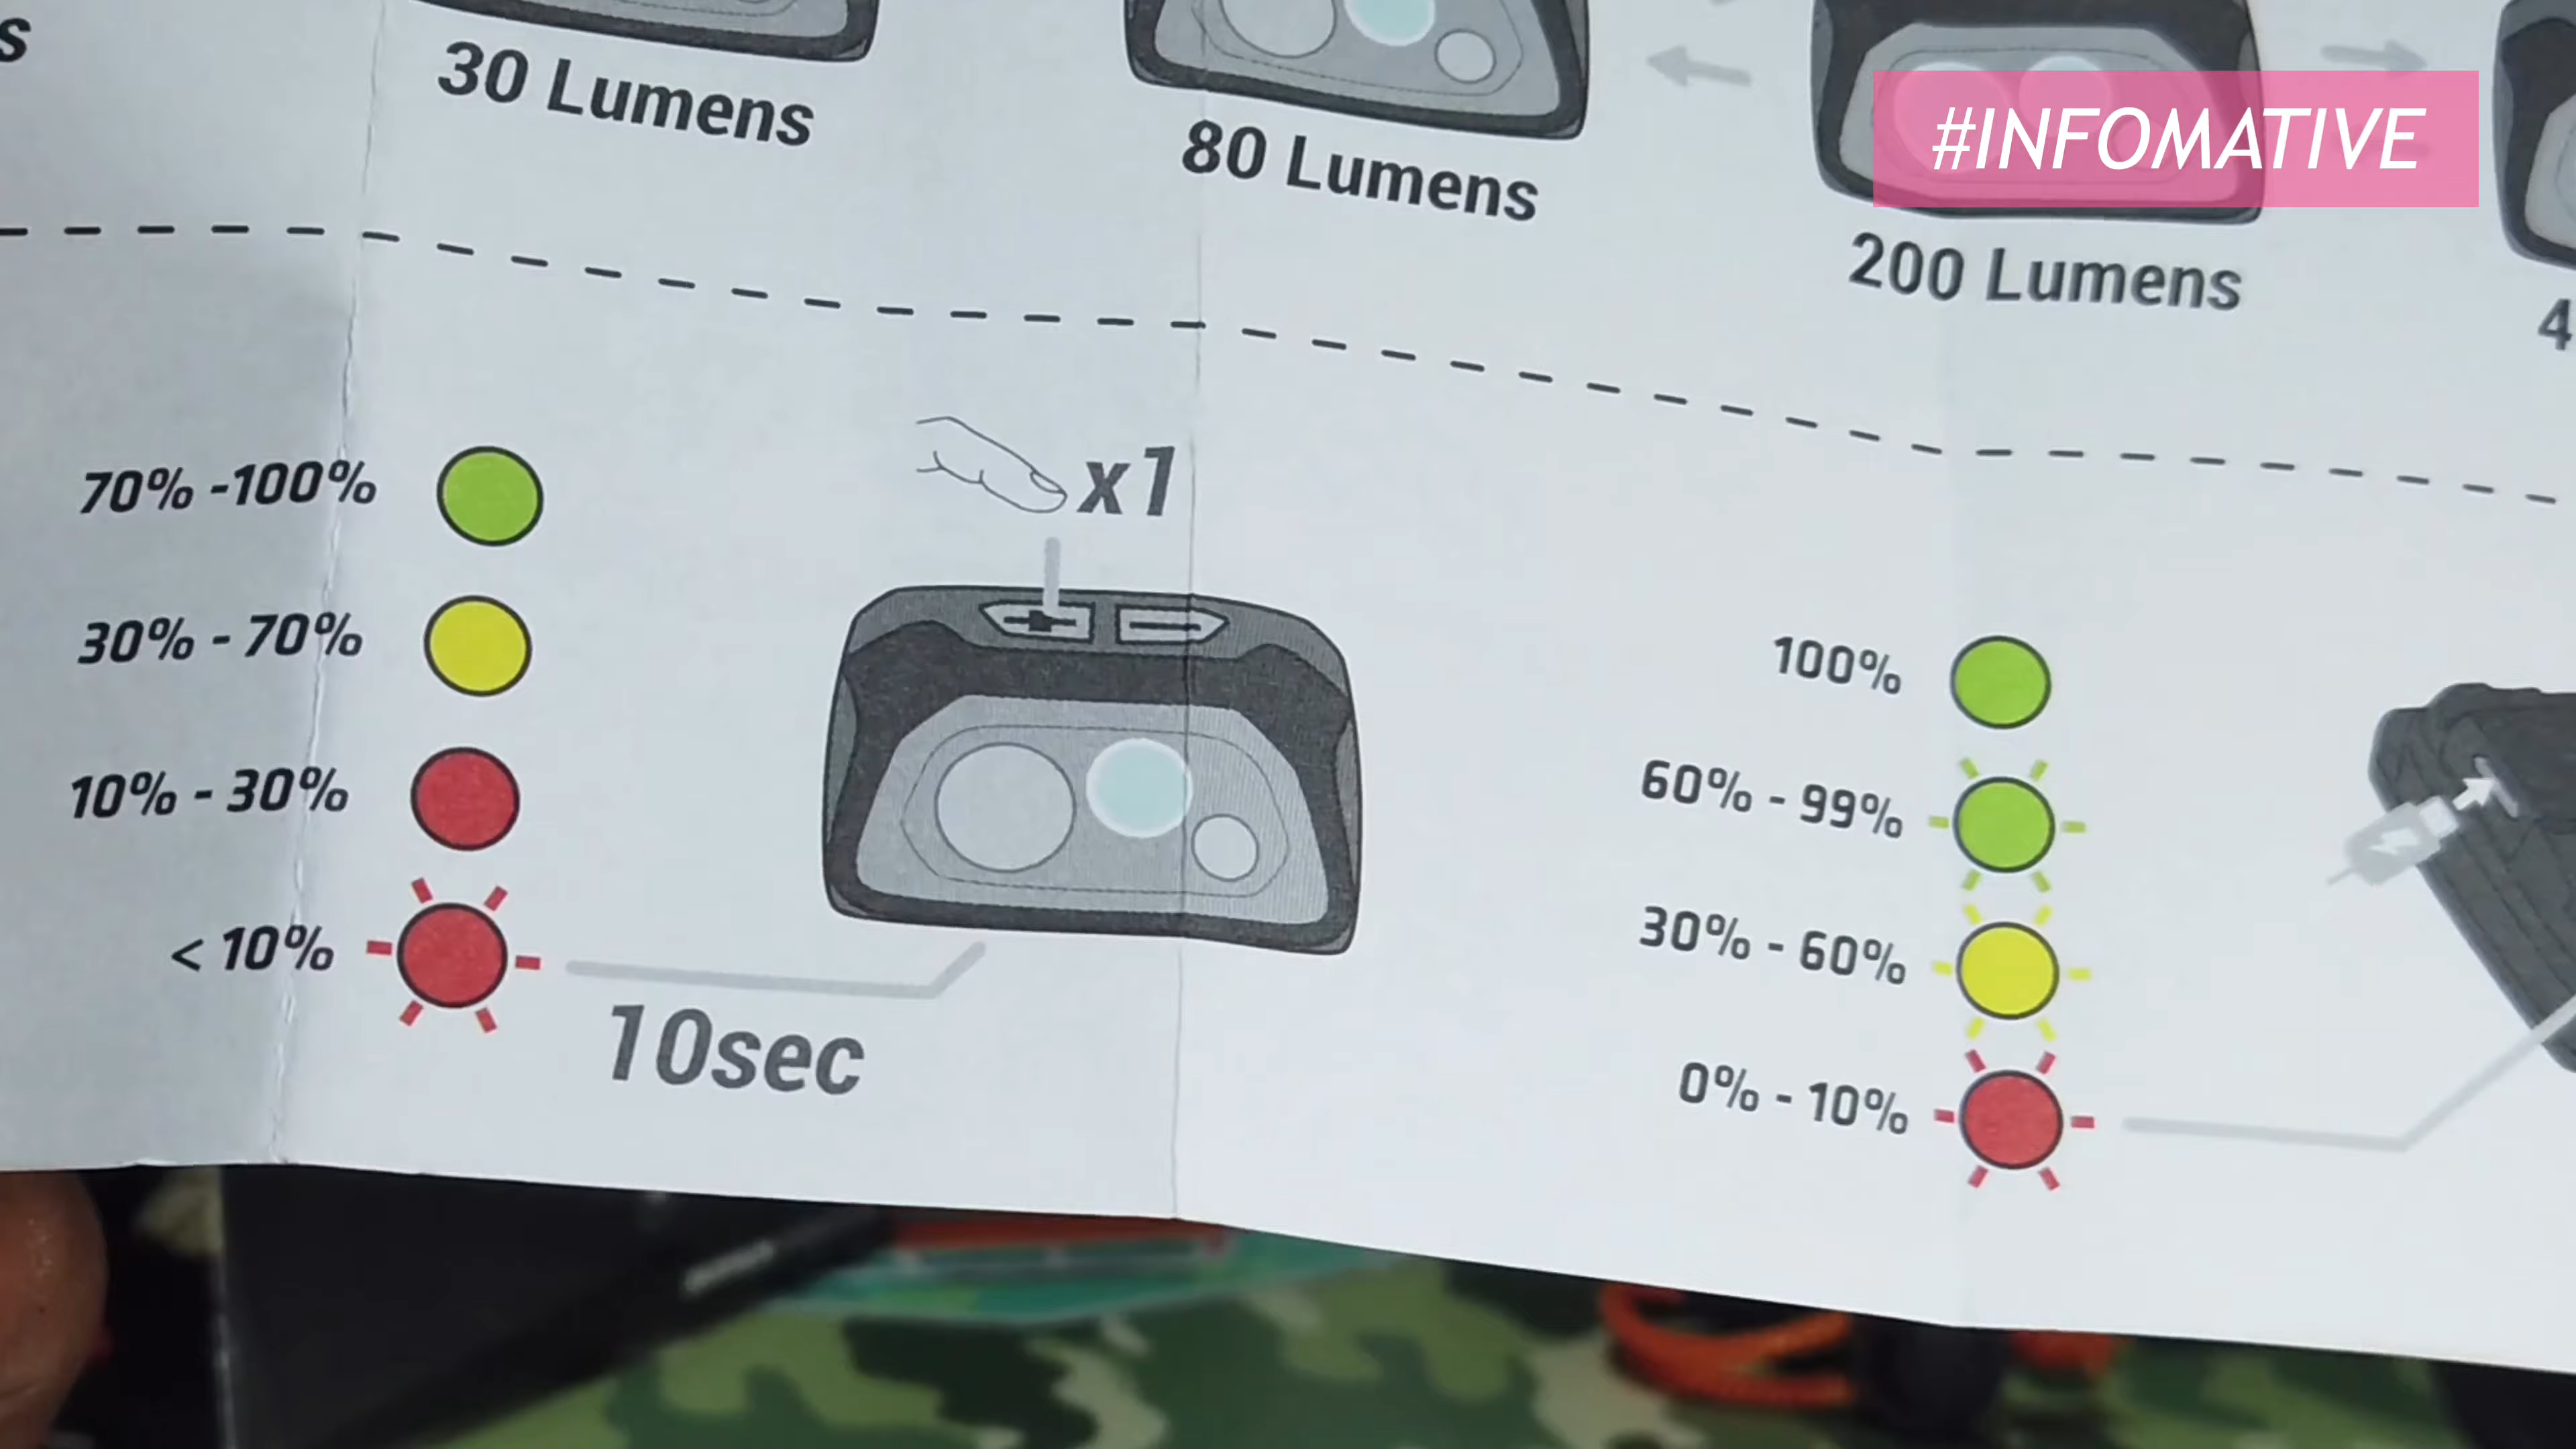 s
30 Lumens
80 Lumens
200 Lumens
4
#INFOMATIVE
x1
70% -100%
30% - 70%
10% - 30%
< 10%
10sec
100%
60% - 99%
30% - 60%
0% - 10%